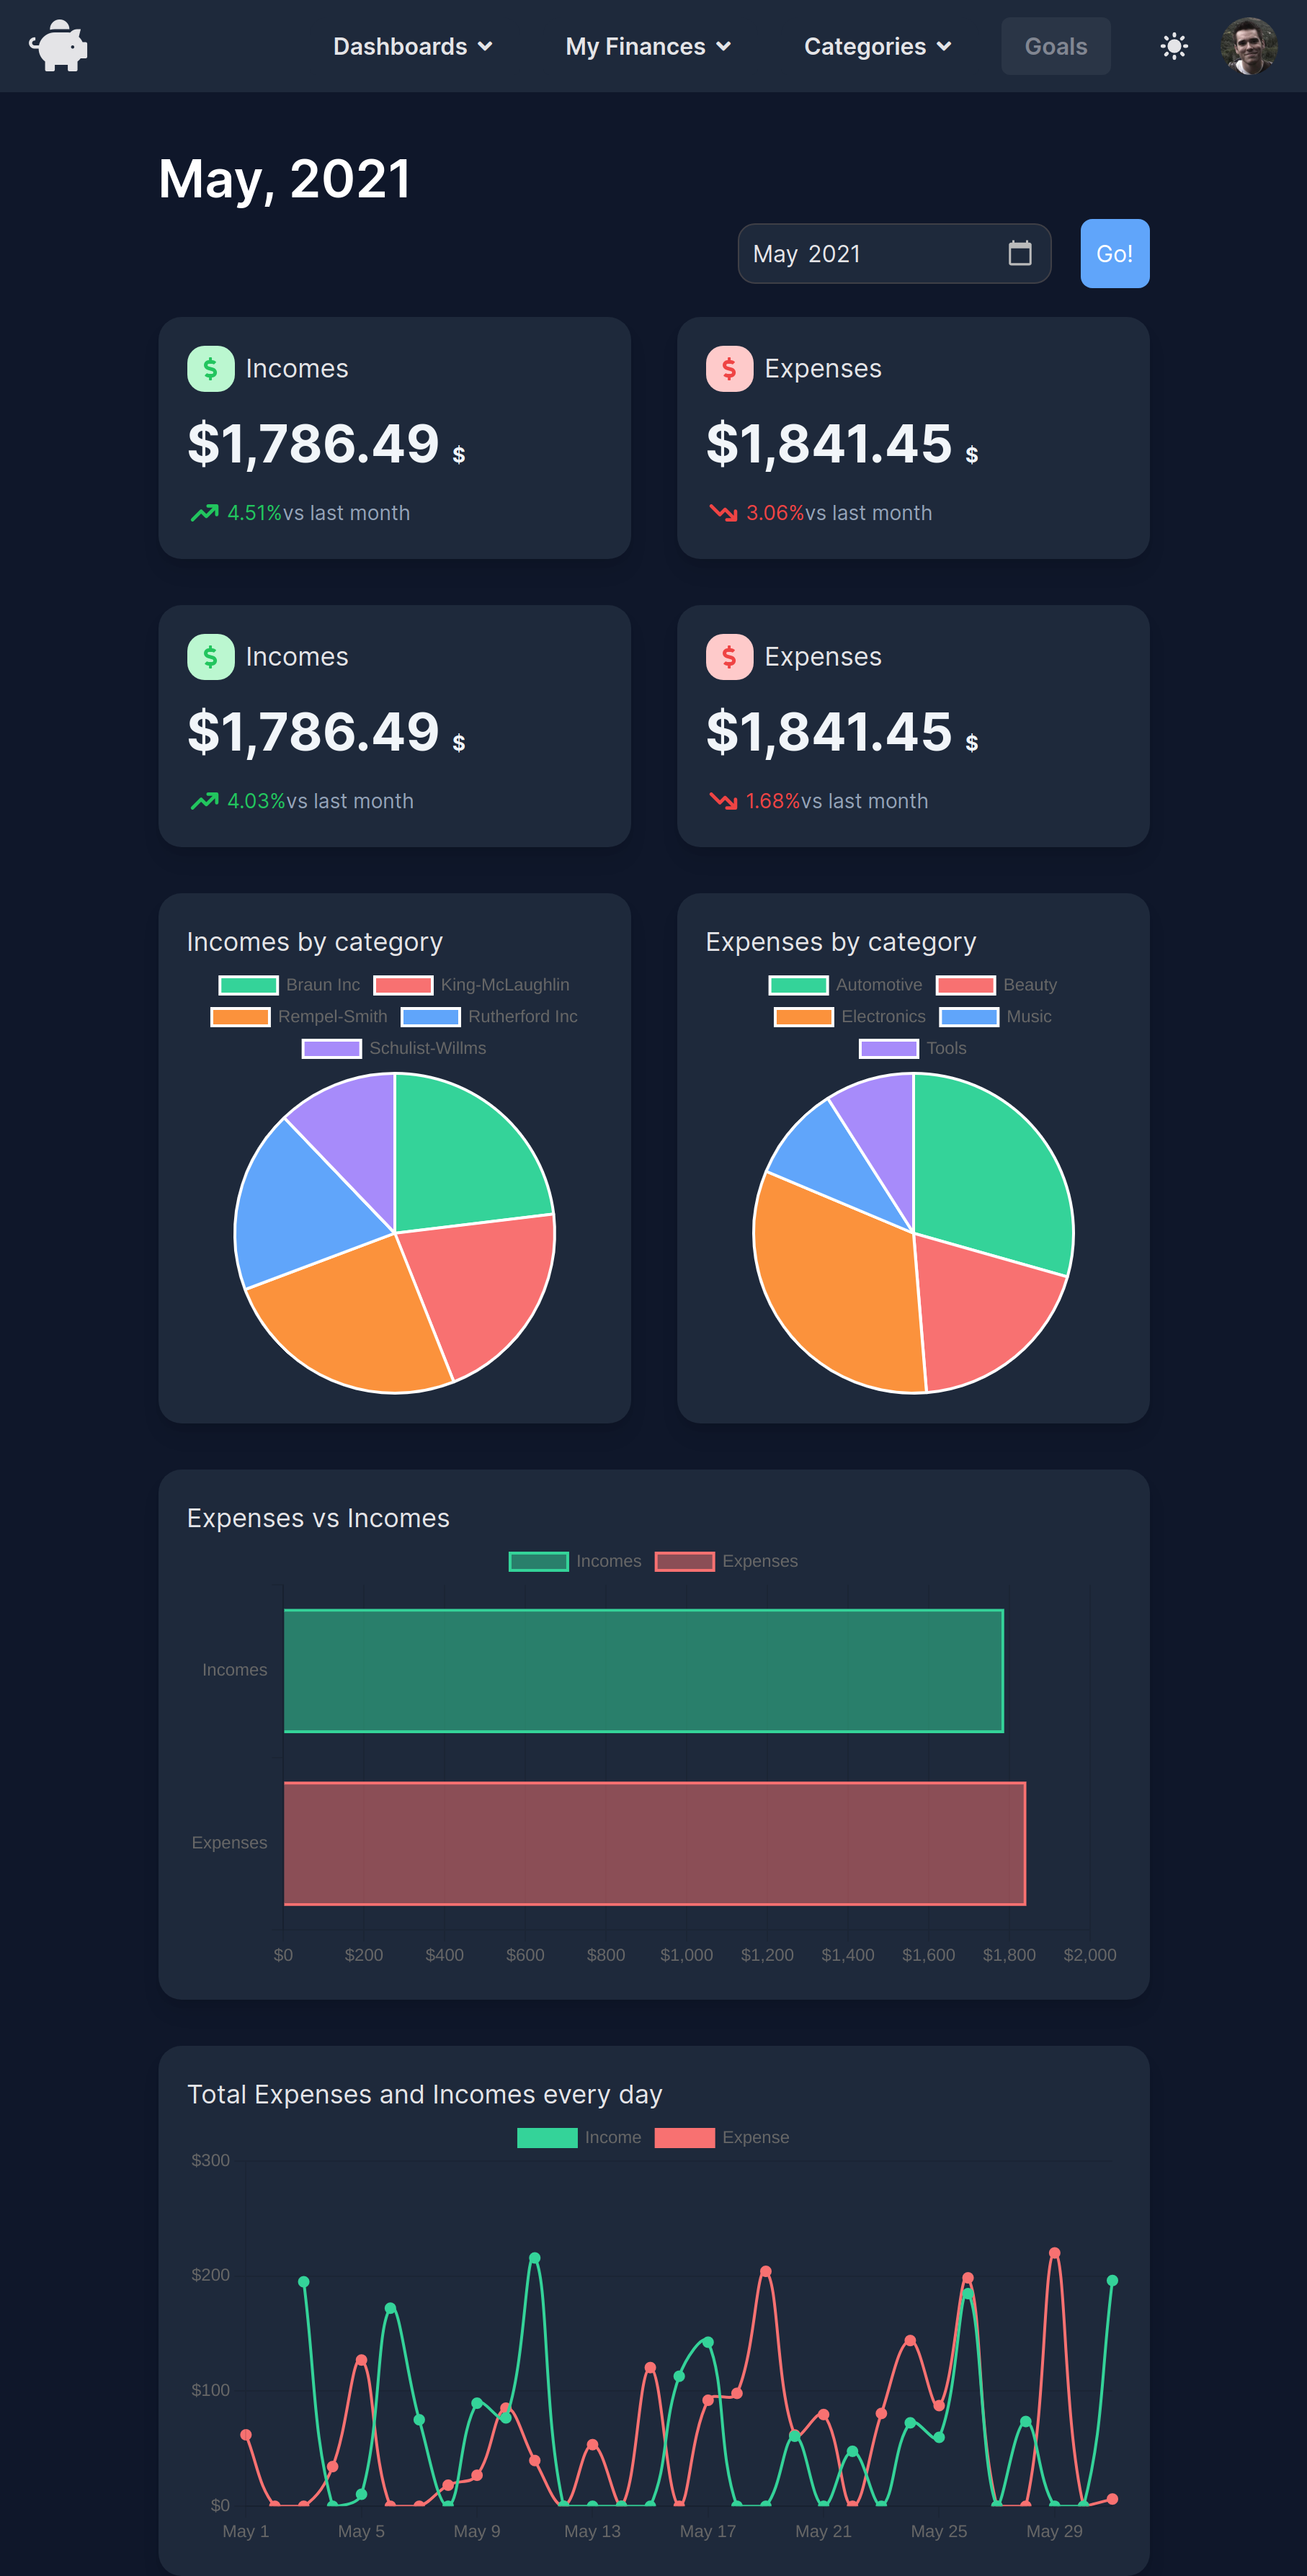 Dashboards My Finances Categories Goals
May, 2021
May 2021 Go!
$ Incomes
$1,786.49 $
4.51%vs last month
$ Expenses
$1,841.45 $
3.06%vs last month
$ Incomes
$1,786.49 $
4.03%vs last month
$ Expenses
$1,841.45 $
1.68%vs last month
Incomes by category
Braun Inc King-McLaughlin
Rempel-Smith Rutherford Inc
Schulist-Willms
Expenses by category
Automotive Beauty
Electronics Music
Tools
Expenses vs Incomes
Incomes Expenses
Incomes
Expenses
$0 $200 $400 $600 $800 $1,000 $1,200 $1,400 $1,600 $1,800 $2,000
Total Expenses and Incomes every day
Income Expense
$300
$200
$100
$0
May 1 May 5 May 9 May 13 May 17 May 21 May 25 May 29